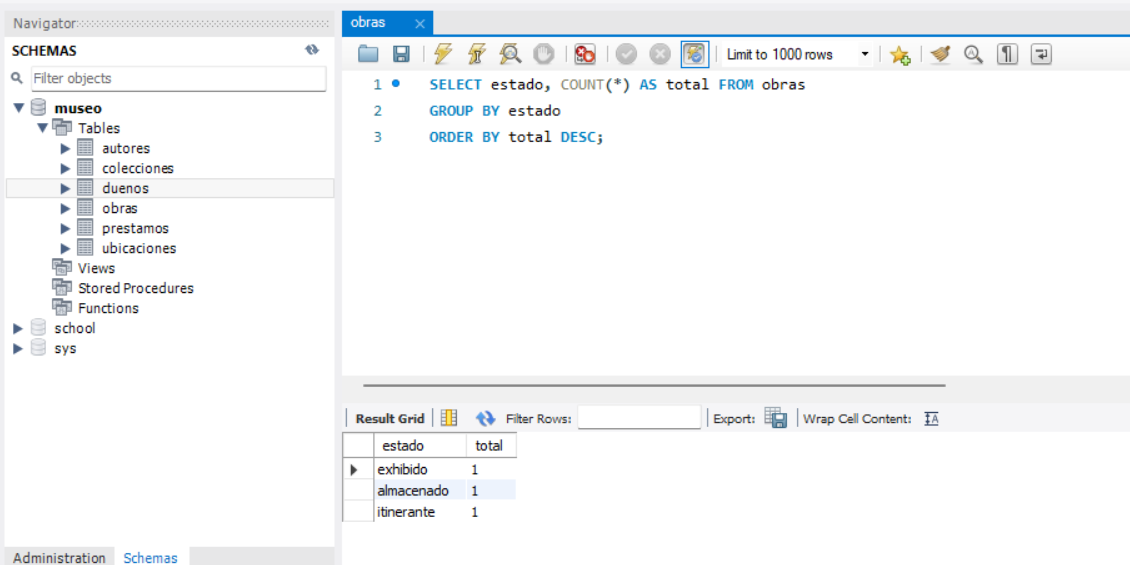 Navigator
SCHEMAS
Filter objects
museo
Tables
autores
colecciones
duenos
obras
prestamos
ubicaciones
Views
Stored Procedures
Functions
school
sys
Administration Schemas
obras ×
Limit to 1000 rows
1 SELECT estado, COUNT(*) AS total FROM obras
2 GROUP BY estado
3 ORDER BY total DESC;
Result Grid Filter Rows: Export: Wrap Cell Content:
estado total
exhibido 1
almacenado 1
itinerante 1